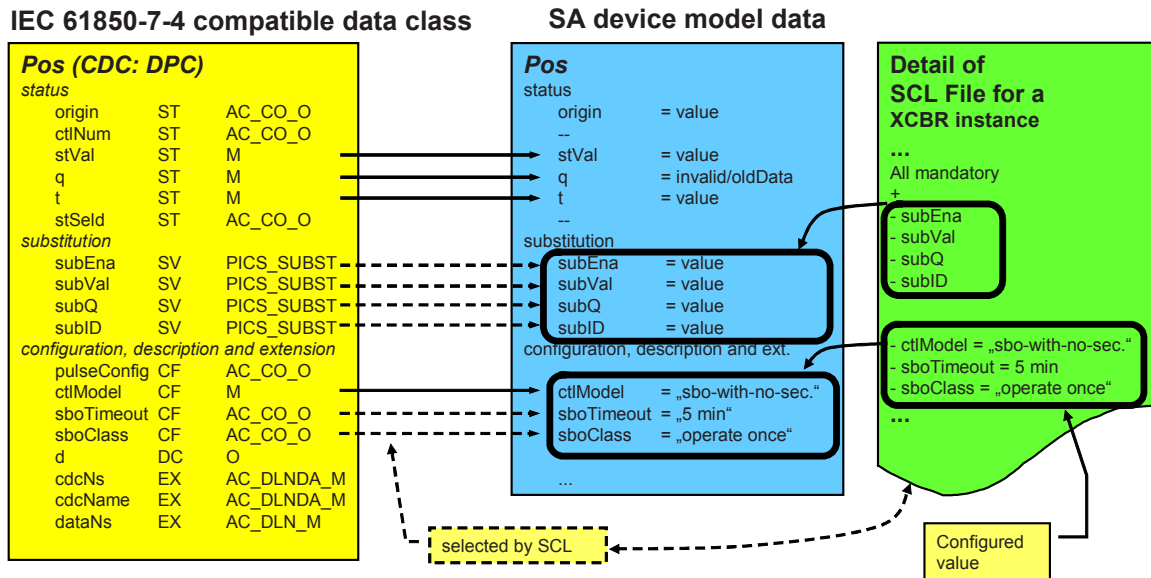 IEC 61850-7-4 compatible data class
Pos (CDC: DPC)
status
origin ST AC_CO_O
ctlNum ST AC_CO_O
stVal ST M
q ST M
t ST M
stSeld ST AC_CO_O
substitution
subEna SV PICS_SUBST
subVal SV PICS_SUBST
subQ SV PICS_SUBST
subID SV PICS_SUBST
configuration, description and extension
pulseConfig CF AC_CO_O
ctlModel CF M
sboTimeout CF AC_CO_O
sboClass CF AC_CO_O
d DC O
cdcNs EX AC_DLNDA_M
cdcName EX AC_DLNDA_M
dataNs EX AC_DLN_M
SA device model data
Pos
status
origin = value
--
stVal = value
q = invalid/oldData
t = value
--
substitution
subEna = value
subVal = value
subQ = value
subID = value
configuration, description and ext.
ctlModel = „sbo-with-no-sec.“
sboTimeout = „5 min“
sboClass = „operate once“
...
Detail of
SCL File for a
XCBR instance
...
All mandatory
+
- subEna
- subVal
- subQ
- subID
- ctlModel = „sbo-with-no-sec.“
- sboTimeout = 5 min
- sboClass = „operate once“
...
selected by SCL
Configured
value